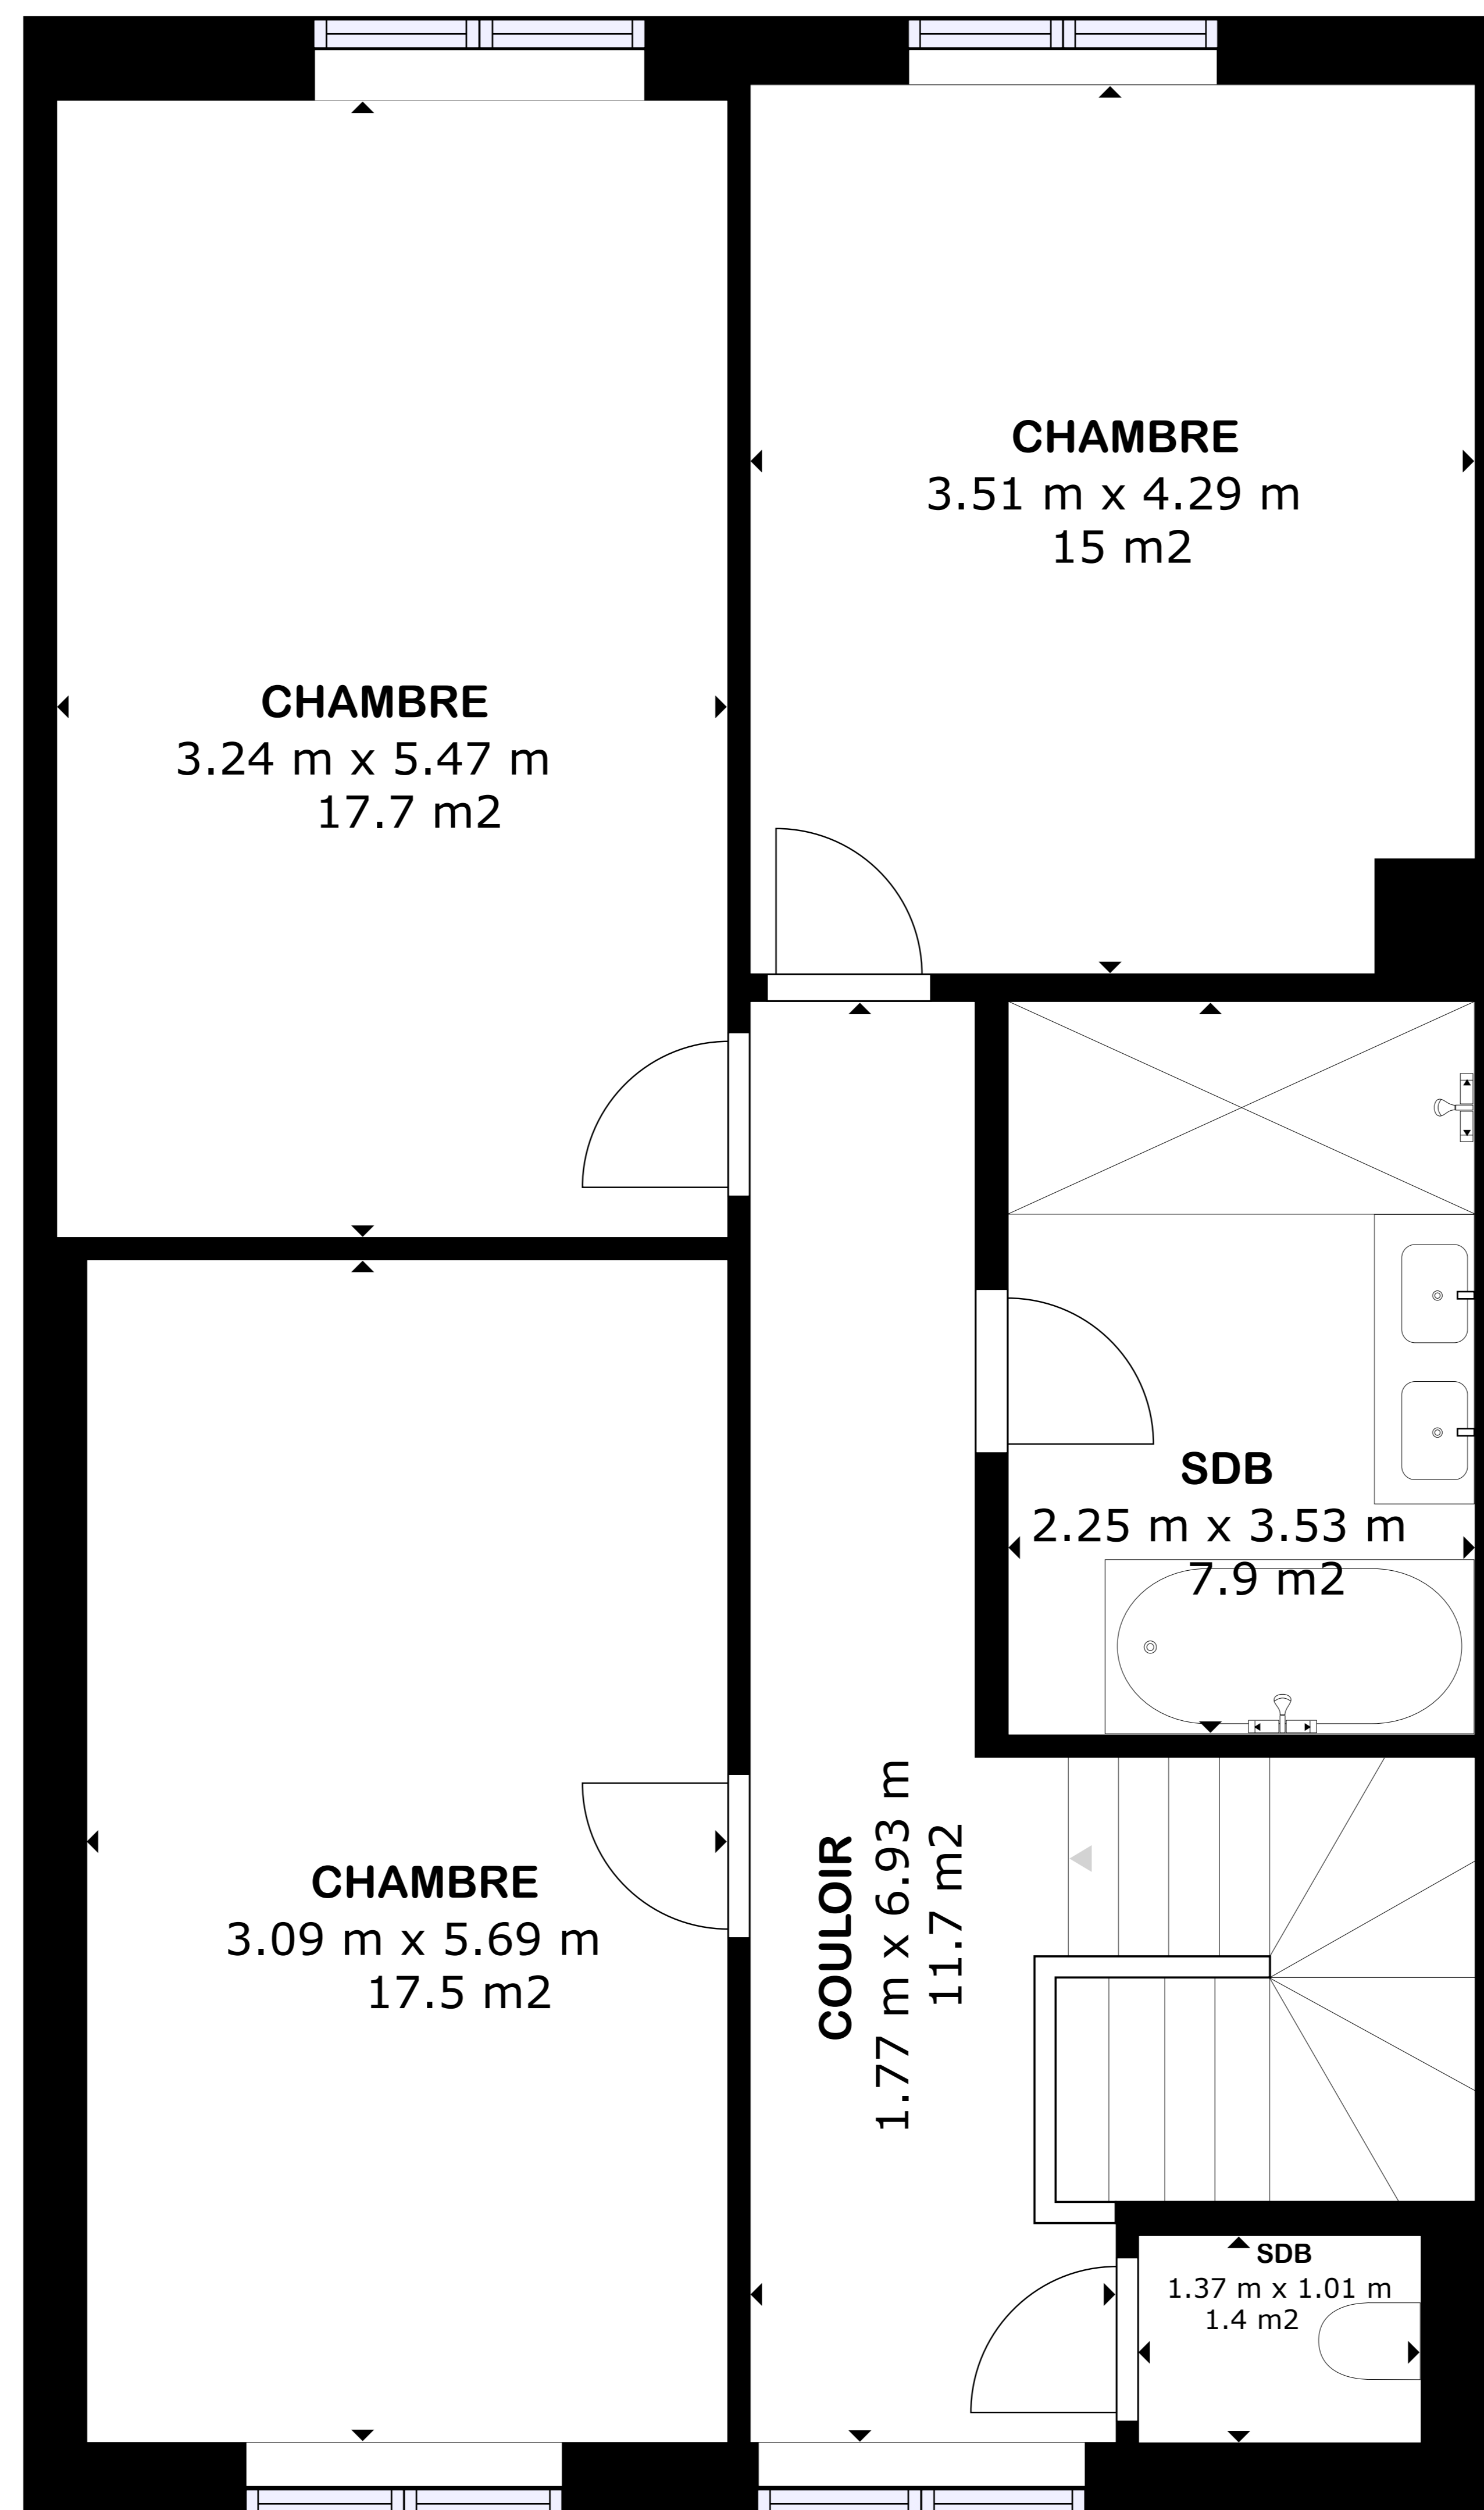 CHAMBRE
3.51 m x 4.29 m
15 m2
CHAMBRE
3.24 m x 5.47 m
17.7 m2
SDB
2.25 m x 3.53 m
7.9 m2
CHAMBRE
3.09 m x 5.69 m
17.5 m2
COULOIR
1.77 m x 6.93 m
11.7 m2
SDB
1.37 m x 1.01 m
1.4 m2